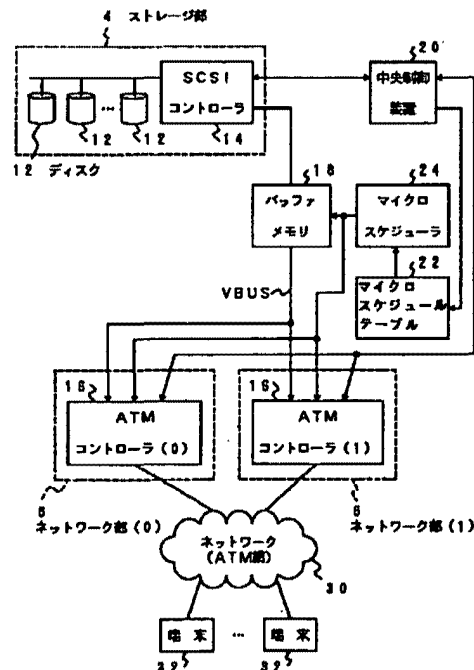 4 ストレージ部
SCSI
コントローラ
14
12
12
12 ディスク
20
中央制御
装置
18
バッファ
メモリ
24
マイクロ
スケジューラ
22
マイクロ
スケジュール
テーブル
VBUS
16
ATM
コントローラ(0)
16
ATM
コントローラ(1)
6
ネットワーク部(0)
6
ネットワーク部(1)
ネットワーク
(ATM網)
30
端末
…
端末
32
32